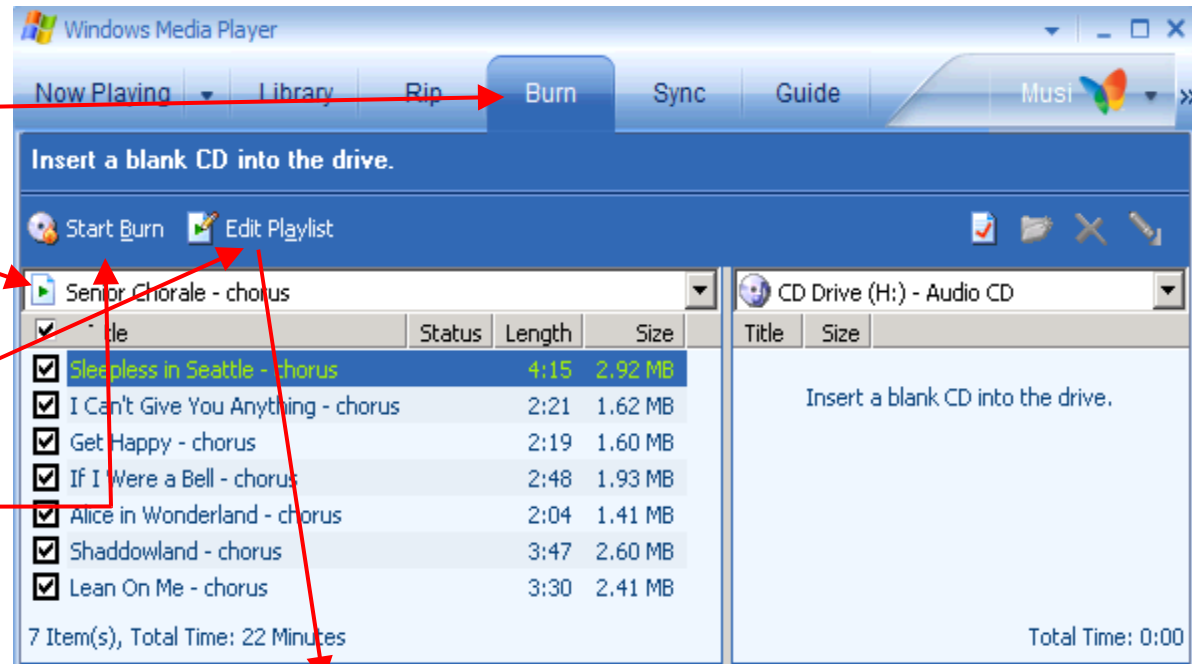 Windows Media Player
Now Playing Library Rip Burn Sync Guide Musi
Insert a blank CD into the drive.
Start Burn Edit Playlist
Senior Chorale - chorus CD Drive (H:) - Audio CD
Title Status Length Size Title Size
Sleepless in Seattle - chorus 4:15 2.92 MB
I Can't Give You Anything - chorus 2:21 1.62 MB
Insert a blank CD into the drive.
Get Happy - chorus 2:19 1.60 MB
If I Were a Bell - chorus 2:48 1.93 MB
Alice in Wonderland - chorus 2:04 1.41 MB
Shaddowland - chorus 3:47 2.60 MB
Lean On Me - chorus 3:30 2.41 MB
7 Item(s), Total Time: 22 Minutes Total Time: 0:00